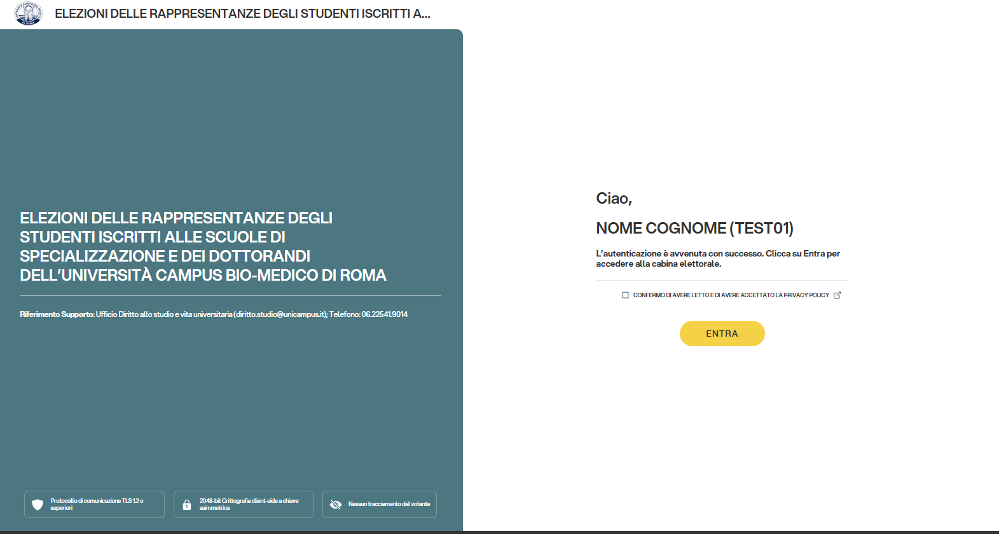 ELEZIONI DELLE RAPPRESENTANZE DEGLI STUDENTI ISCRITTI A...
ELEZIONI DELLE RAPPRESENTANZE DEGLI
STUDENTI ISCRITTI ALLE SCUOLE DI
SPECIALIZZAZIONE E DEI DOTTORANDI
DELL'UNIVERSITÀ CAMPUS BIO-MEDICO DI ROMA
Riferimento Supporto: Ufficio Diritto allo studio e vita universitaria (diritto.studio@unicampus.it); Telefono: 06.22541.9014
Protocollo di comunicazione TLS 1.2 o
superiori
2048-bit Crittografia client-side a chiave
asimmetrica
Nessun tracciamento del votante
Ciao,
NOME COGNOME (TEST01)
L'autenticazione è avvenuta con successo. Clicca su Entra per
accedere alla cabina elettorale.
CONFERMO DI AVERE LETTO E DI AVERE ACCETTATO LA PRIVACY POLICY
ENTRA